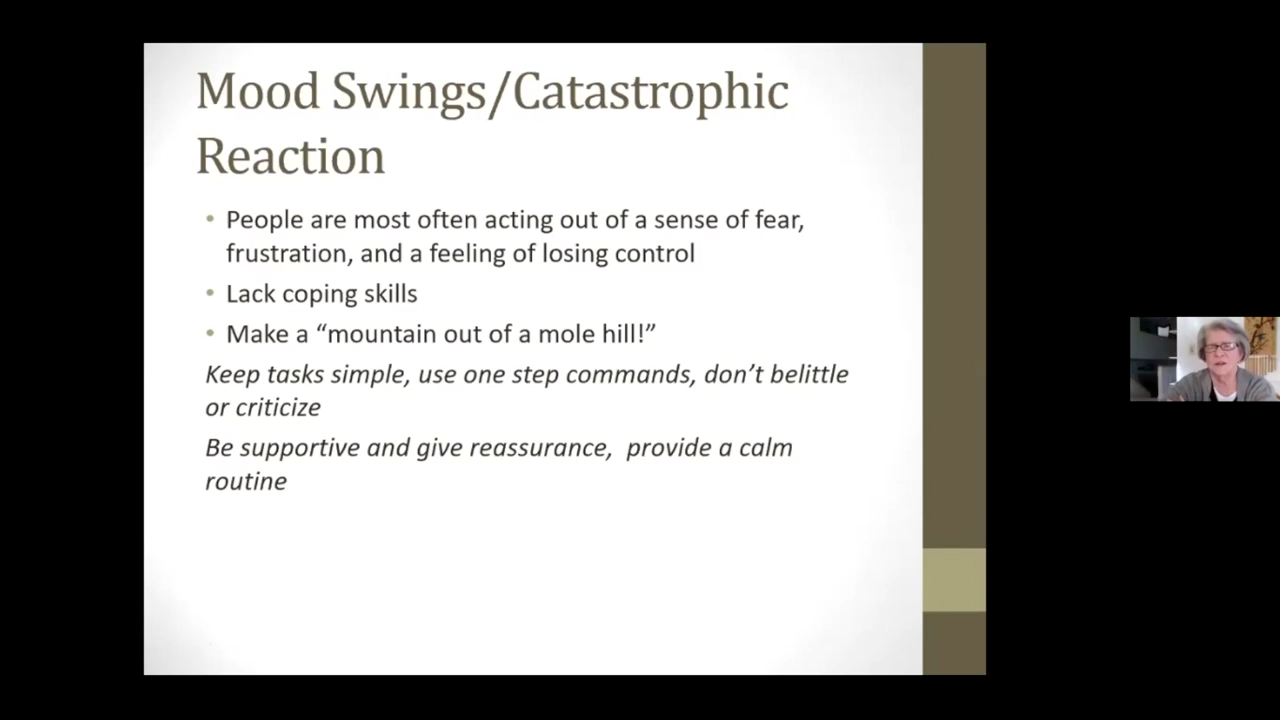 Mood Swings/Catastrophic
Reaction
• People are most often acting out of a sense of fear,
frustration, and a feeling of losing control
• Lack coping skills
• Make a “mountain out of a mole hill!”
Keep tasks simple, use one step commands, don’t belittle
or criticize
Be supportive and give reassurance,  provide a calm
routine